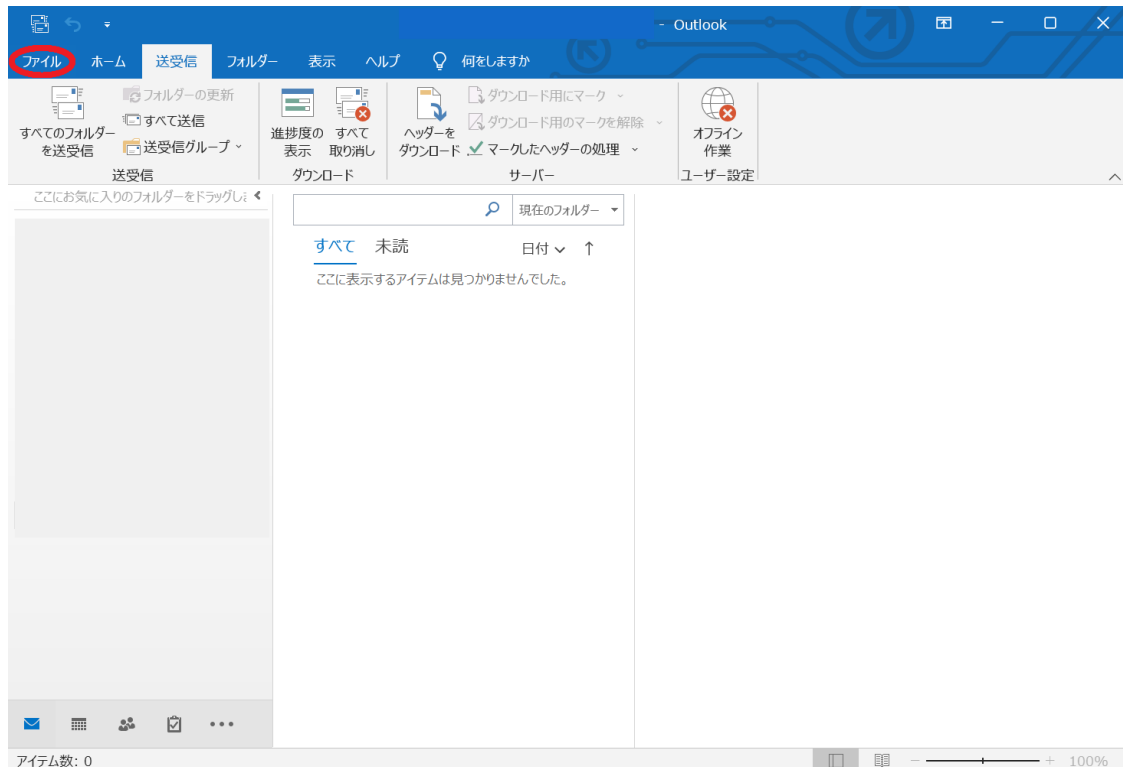 - Outlook
ファイル ホーム 送受信 フォルダー 表示 ヘルプ 何をしますか
すべてのフォルダー
を送受信
フォルダーの更新
すべて送信
送受信グループ
進捗度の
表示
すべて
取り消し
ヘッダーを
ダウンロード
ダウンロード用にマーク
ダウンロード用のマークを解除
マークしたヘッダーの処理
オフライン
作業
送受信 ダウンロード サーバー ユーザー設定
ここにお気に入りのフォルダーをドラッグしま
現在のフォルダー
すべて 未読 日付
ここに表示するアイテムは見つかりませんでした。
アイテム数: 0
100%